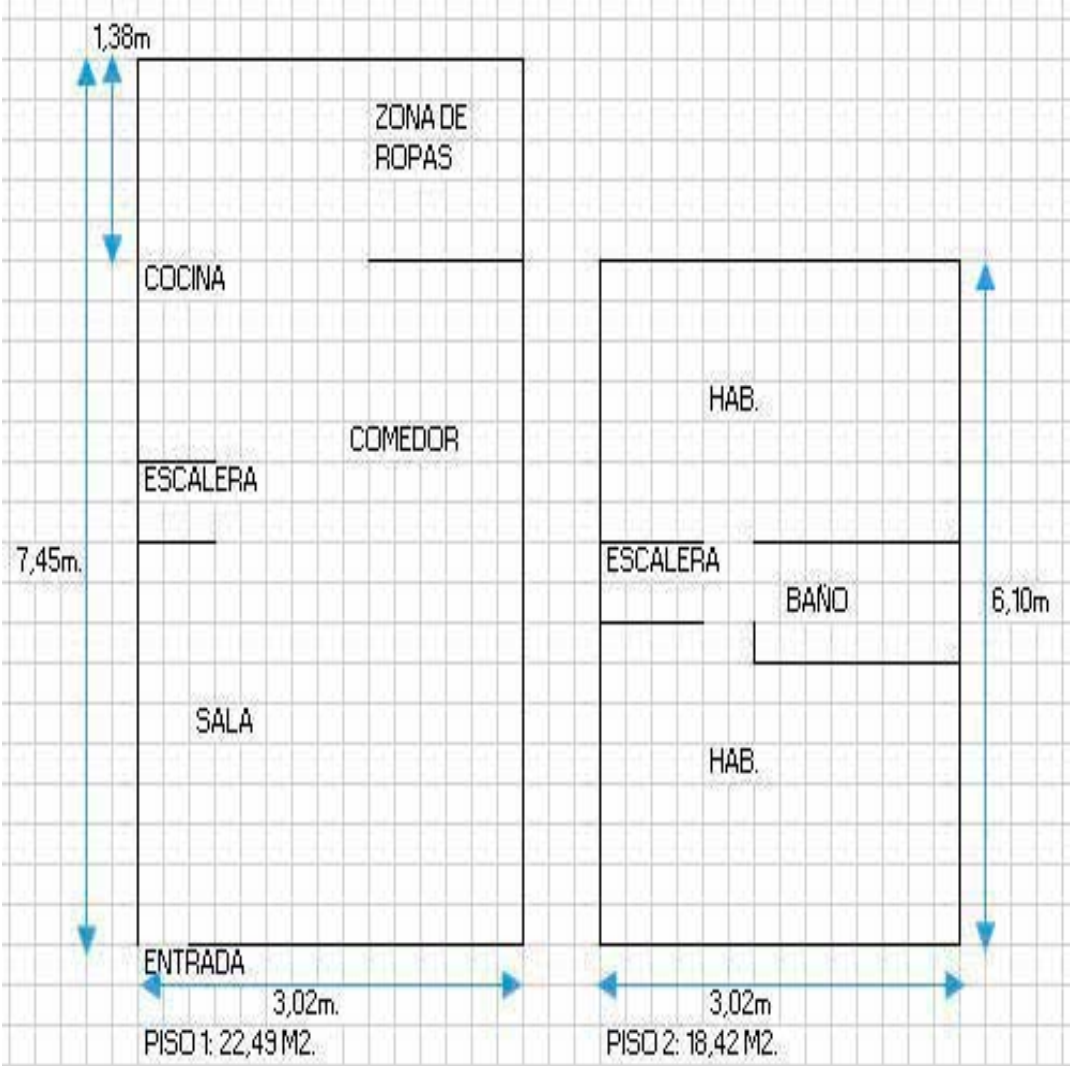 1,38m
ZONA DE
ROPAS
COCINA
COMEDOR
ESCALERA
7,45m.
SALA
ENTRADA
3,02m.
PISO 1: 22,49 M2.
HAB.
ESCALERA
BAÑO
6,10m
HAB.
3,02m
PISO 2: 18,42 M2.